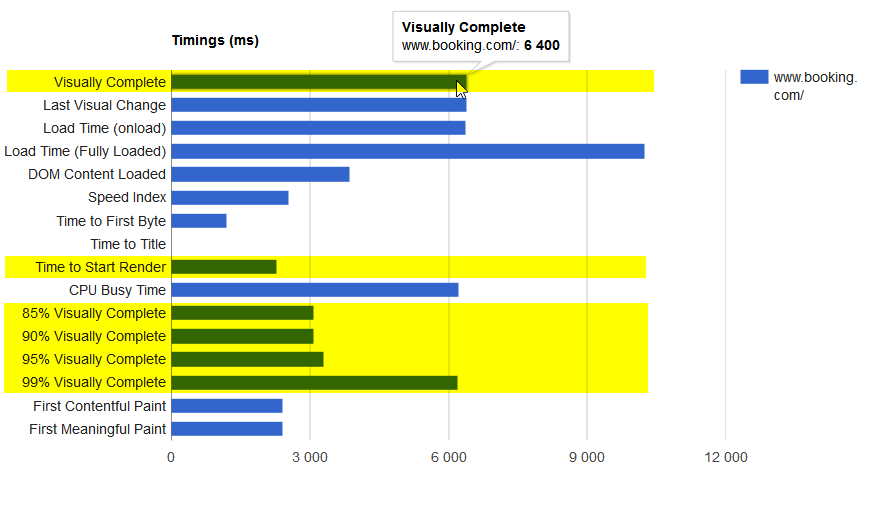 Visually Complete
www.booking.com/: 6 400
Timings (ms)
Visually Complete
www.booking.
com/
Last Visual Change
Load Time (onload)
Load Time (Fully Loaded)
DOM Content Loaded
Speed Index
Time to First Byte
Time to Title
Time to Start Render
CPU Busy Time
85% Visually Complete
90% Visually Complete
95% Visually Complete
99% Visually Complete
First Contentful Paint
First Meaningful Paint
0 3 000 6 000 9 000 12 000